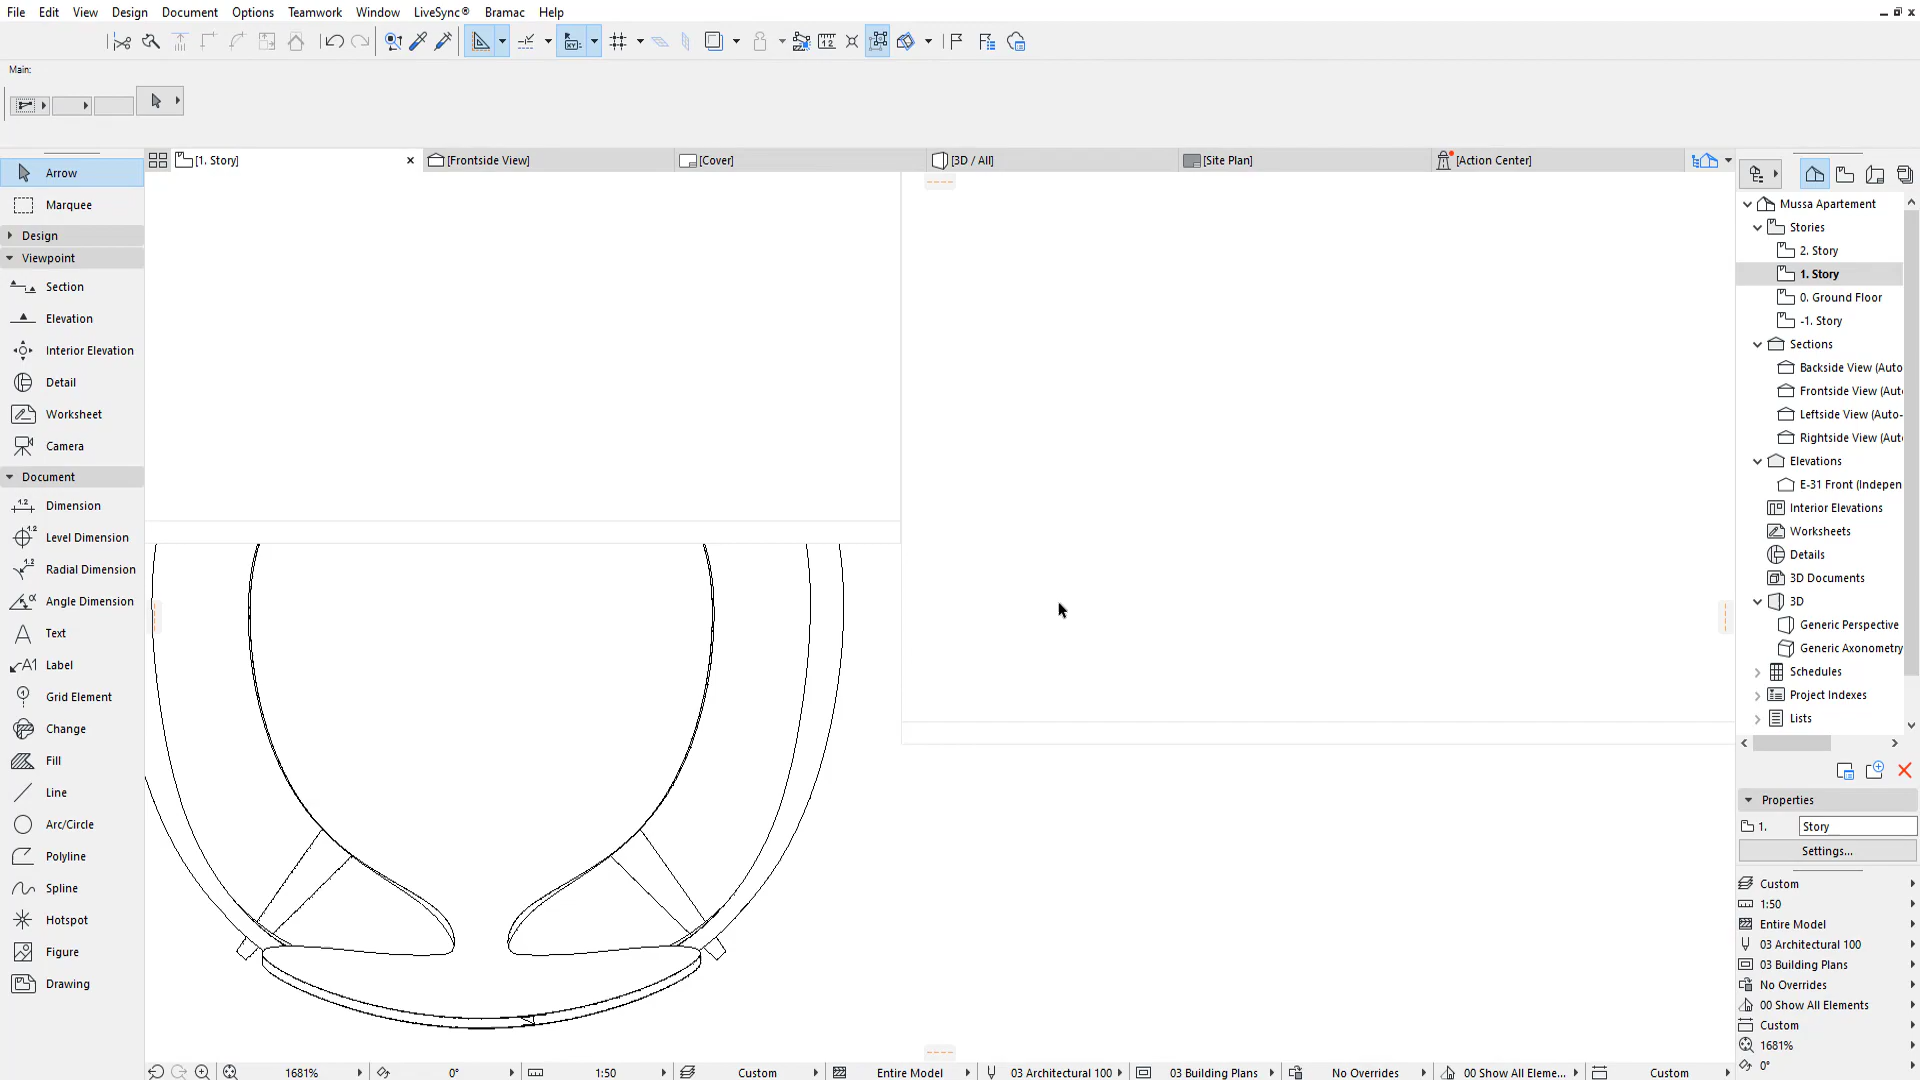 File Edit View Design Document Options Teamwork Window LiveSync® Bramac Help
Main:
[1. Story] [Frontside View] [Cover] [3D / All] [Site Plan] [Action Center]
Arrow
Marquee
Design
Viewpoint
Section
Elevation
Interior Elevation
Detail
Worksheet
Camera
Document
Dimension
Level Dimension
Radial Dimension
Angle Dimension
Text
Label
Grid Element
Change
Fill
Line
Arc/Circle
Polyline
Spline
Hotspot
Figure
Drawing
Mussa Apartement
Stories
2. Story
1. Story
0. Ground Floor
-1. Story
Sections
Backside View (Auto
Frontside View (Aut
Leftside View (Auto-
Rightside View (Aut
Elevations
E-31 Front (Indepen
Interior Elevations
Worksheets
Details
3D Documents
3D
Generic Perspective
Generic Axonometry
Schedules
Project Indexes
Lists
Properties
1. Story
Settings...
Custom
1:50
Entire Model
03 Architectural 100
03 Building Plans
No Overrides
00 Show All Elements
Custom
1681%
0°
1681% 0° 1:50 Custom Entire Model 03 Architectural 100 03 Building Plans No Overrides 00 Show All Eleme... Custom